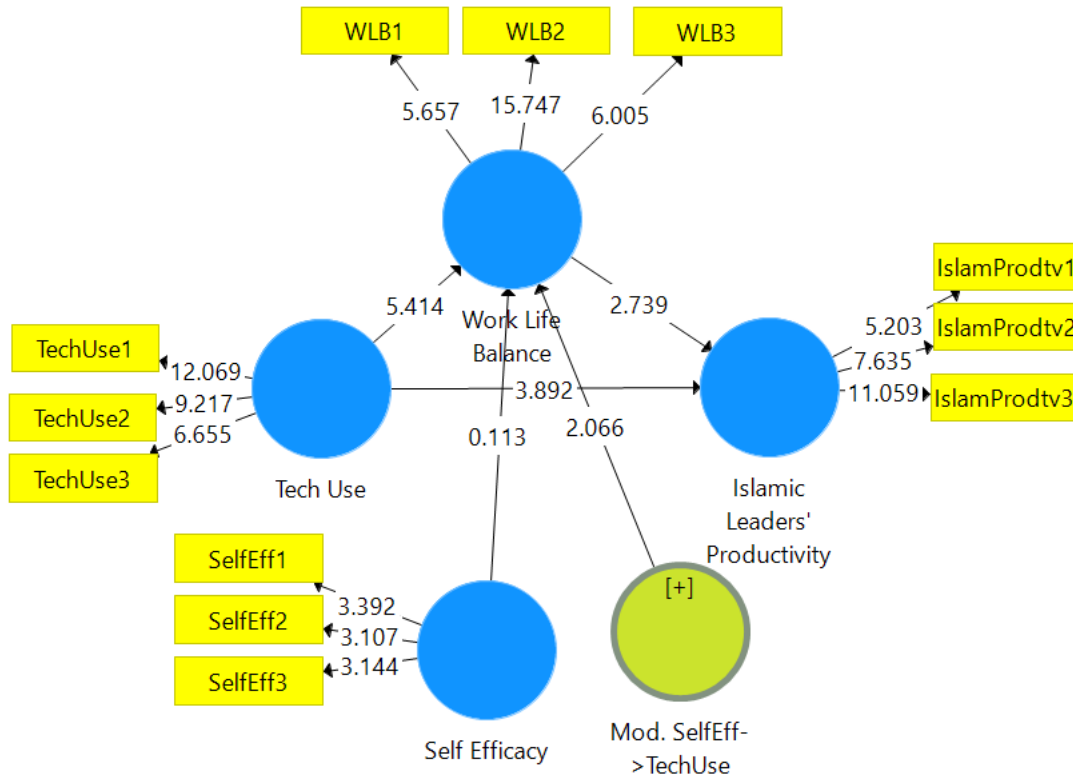 WLB1
WLB2
WLB3
5.657
15.747
6.005
5.414
Work Life
Balance
2.739
IslamProdtv1
5.203
IslamProdtv2
7.635
11.059
IslamProdtv3
TechUse1
12.069
TechUse2
9.217
6.655
TechUse3
3.892
0.113
2.066
Tech Use
Islamic
Leaders'
Productivity
SelfEff1
3.392
SelfEff2
3.107
3.144
SelfEff3
[+]
Self Efficacy
Mod. SelfEff-
>TechUse